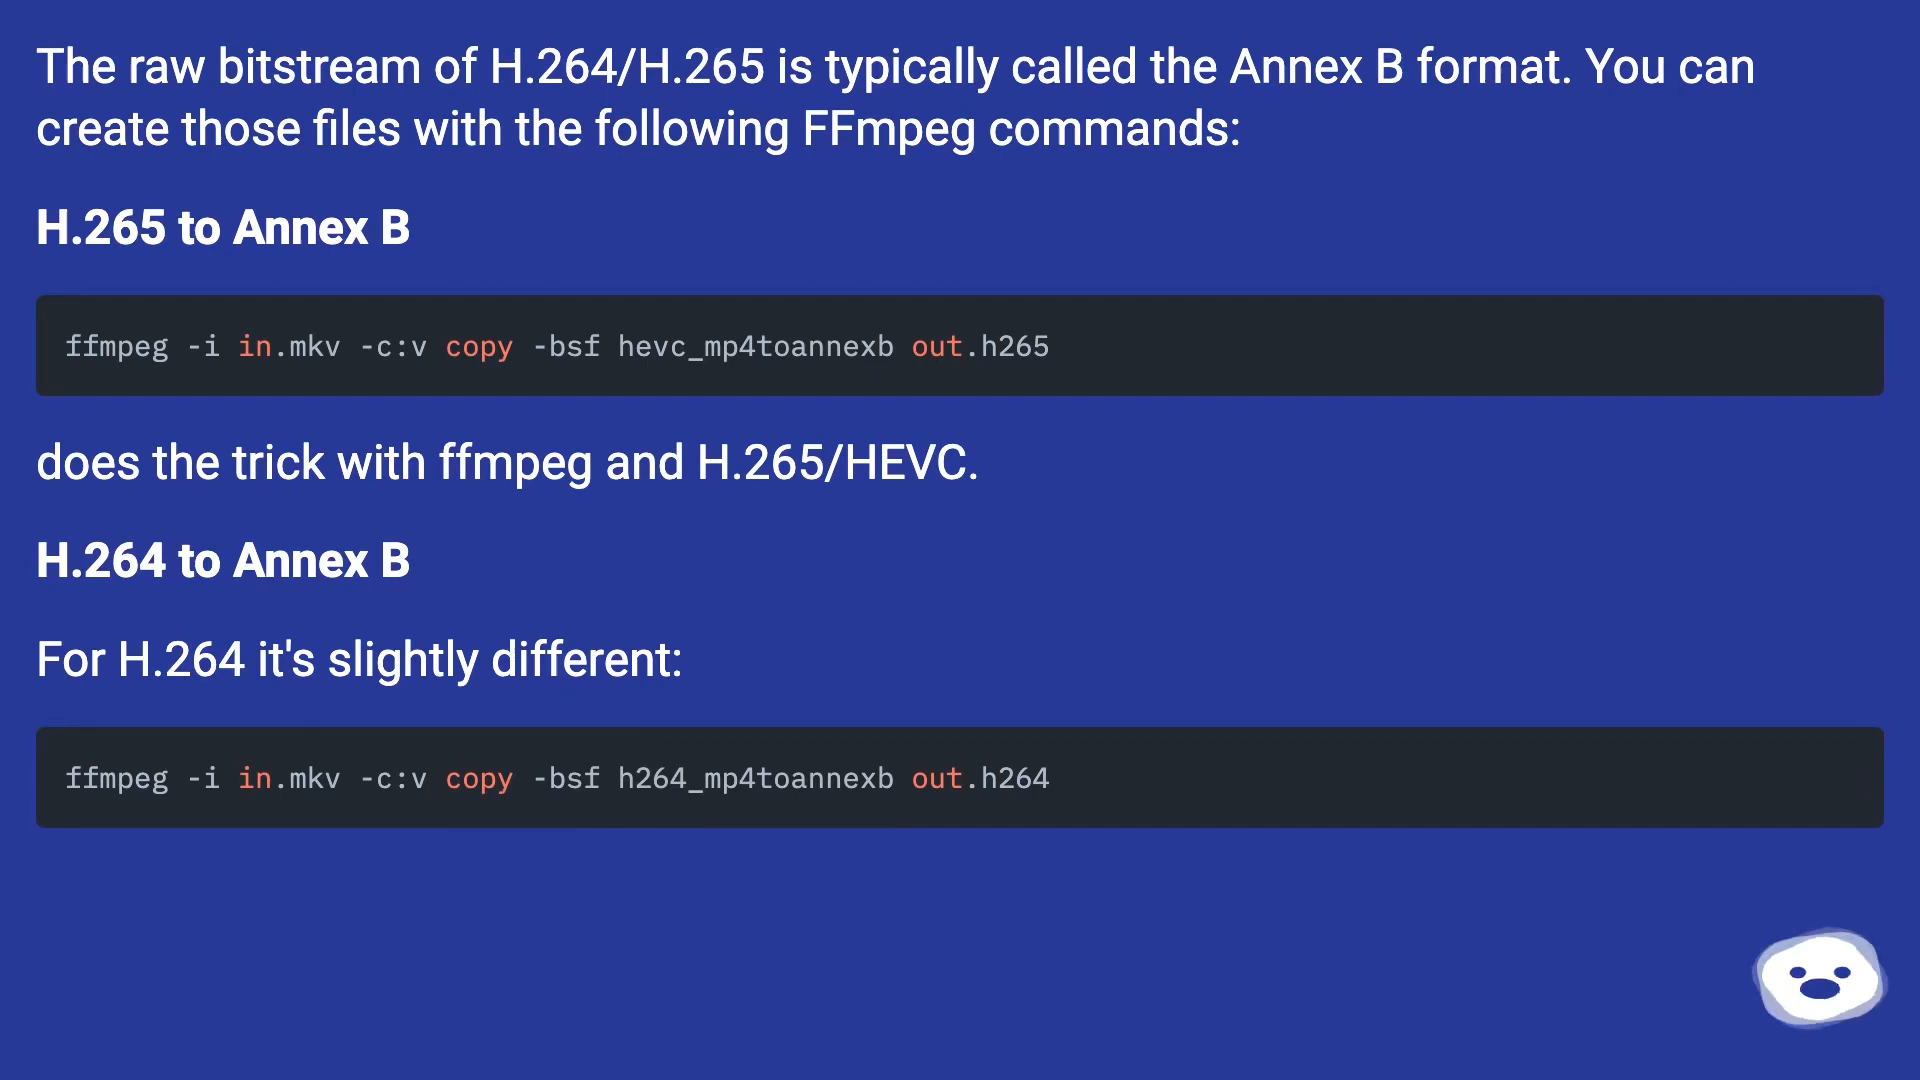 The raw bitstream of H.264/H.265 is typically called the Annex B format. You can
create those files with the following FFmpeg commands:
H.265 to Annex B
ffmpeg -i in.mkv -c:v copy -bsf hevc_mp4toannexb out.h265
does the trick with ffmpeg and H.265/HEVC.
H.264 to Annex B
For H.264 it's slightly different:
ffmpeg -i in.mkv -c:v copy -bsf h264_mp4toannexb out.h264